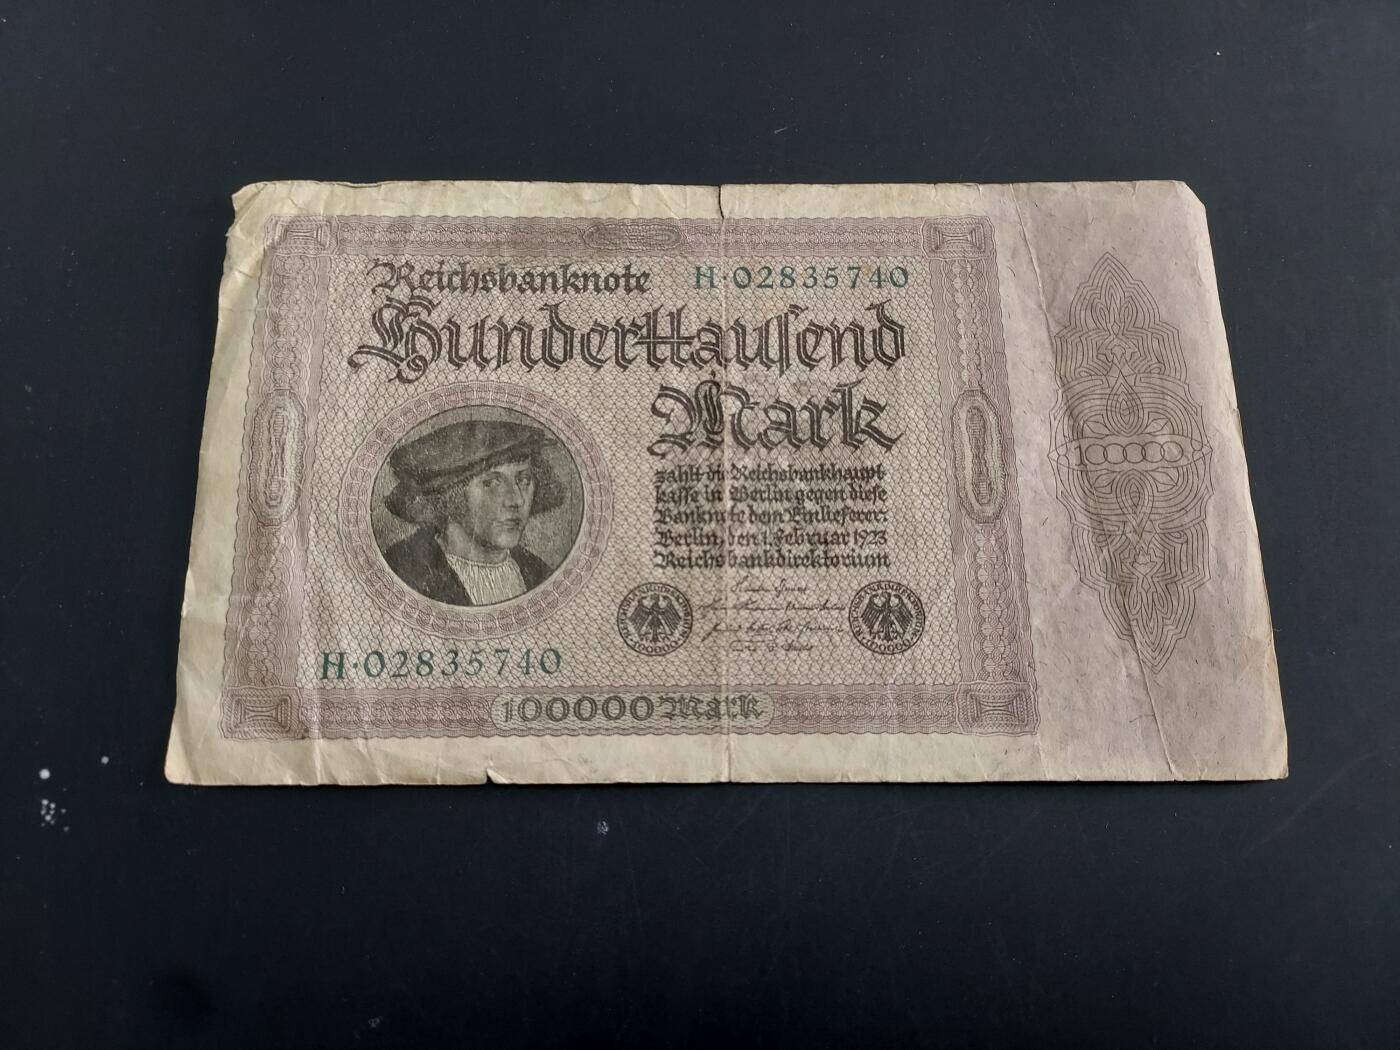 Reichsbanknote H·02835740
Hunderttausend
Mark
zahlt die Reichsbankhaupt-
kasse in Berlin gegen diese
Banknote dem Einlieferer.
Berlin, den 1. Februar 1923
Reichsbankdirektorium
H·02835740
100000 Mark
100000
100000